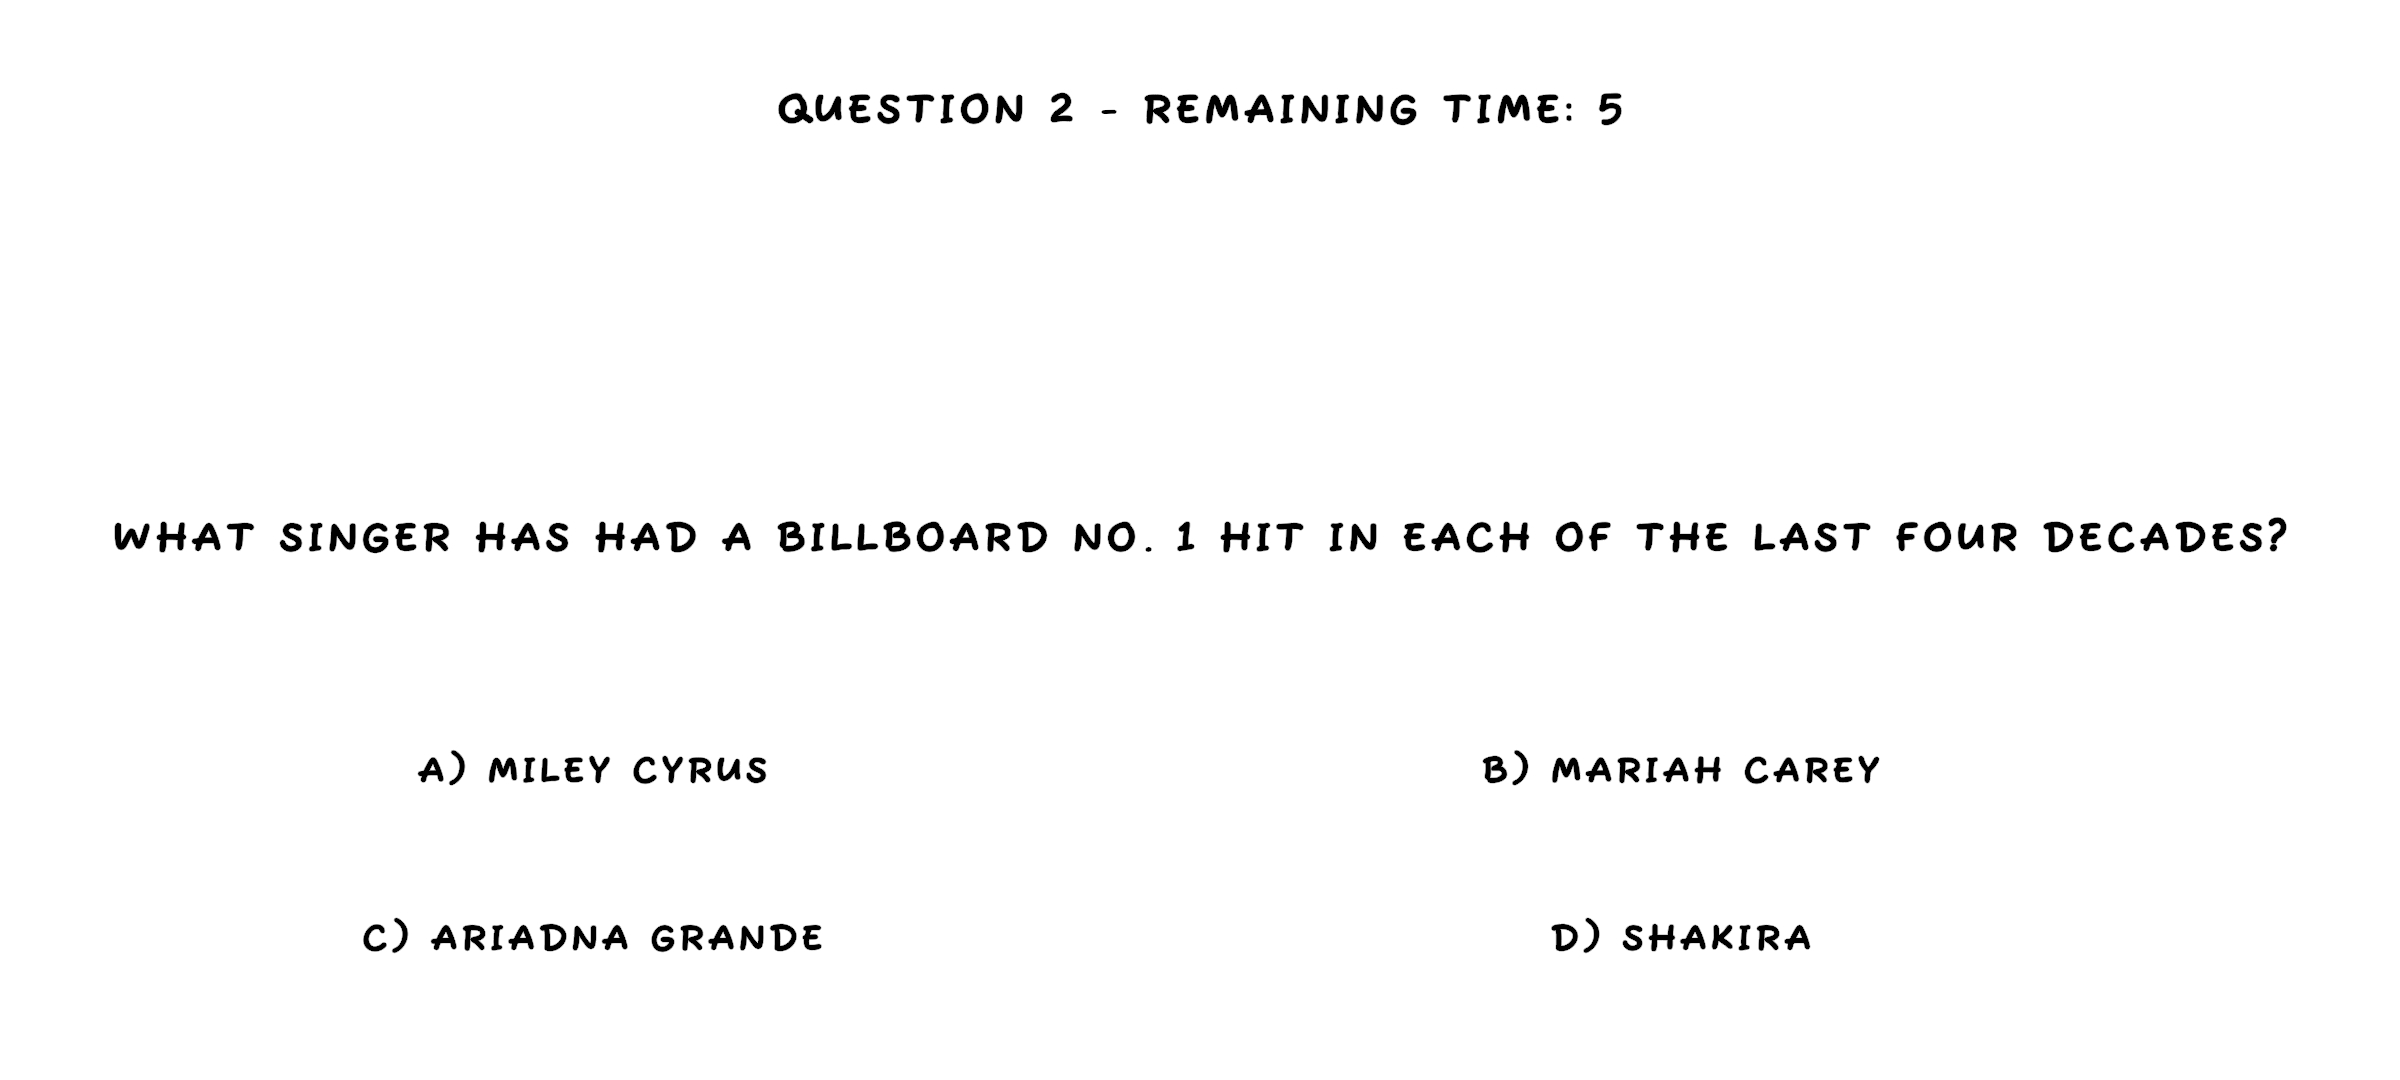 QUESTION 2 - REMAINING TIME: 5
WHAT SINGER HAS HAD A BILLBOARD NO. 1 HIT IN EACH OF THE LAST FOUR DECADES?
A) MILEY CYRUS
B) MARIAH CAREY
C) ARIADNA GRANDE
D) SHAKIRA